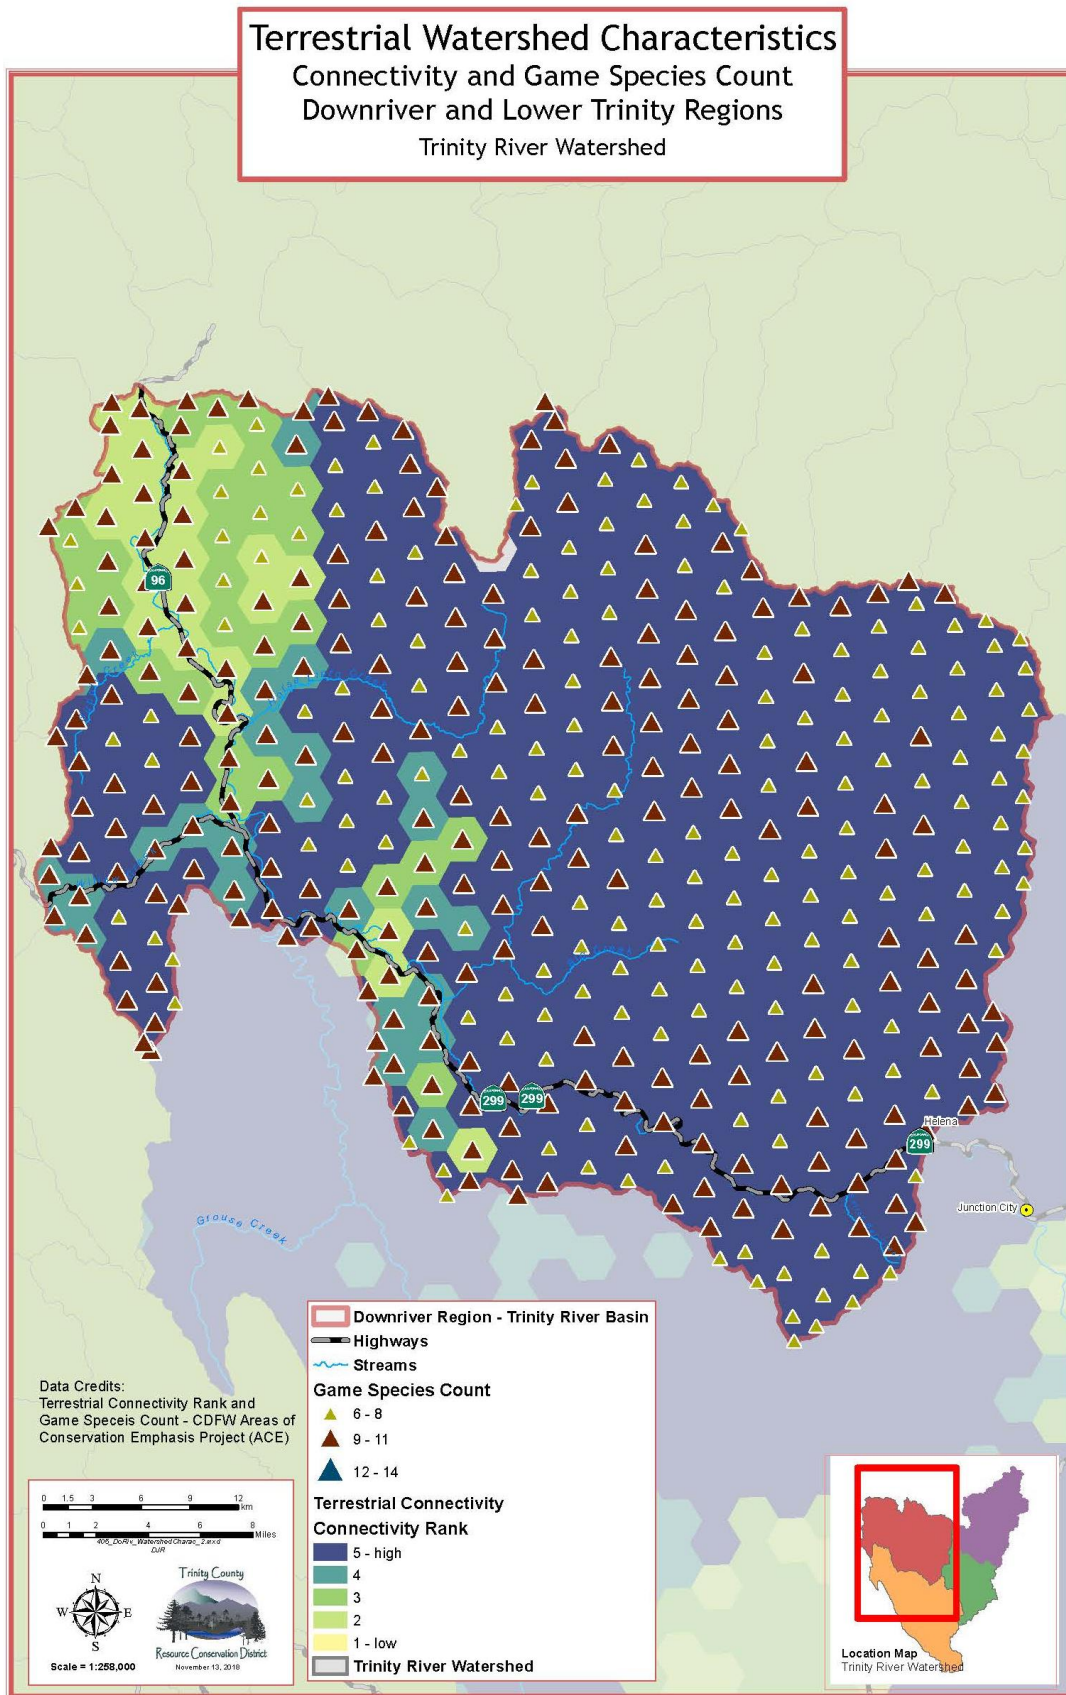 Terrestrial Watershed Characteristics
Connectivity and Game Species Count
Downriver and Lower Trinity Regions
Trinity River Watershed
96
299
299
Helena
299
Junction City
Grouse Creek
Downriver Region - Trinity River Basin
Highways
Streams
Game Species Count
6 - 8
9 - 11
12 - 14
Terrestrial Connectivity
Connectivity Rank
5 - high
4
3
2
1 - low
Trinity River Watershed
Data Credits:
Terrestrial Connectivity Rank and
Game Speceis Count - CDFW Areas of
Conservation Emphasis Project (ACE)
0 1.5 3 6 9 12
km
0 1 2 4 6 8
Miles
406_DoRiv_WatershedCharac_2.mxd
DJR
N
W E
S
Scale = 1:258,000
Trinity County
Resource Conservation District
November 13, 2018
Location Map
Trinity River Watershed